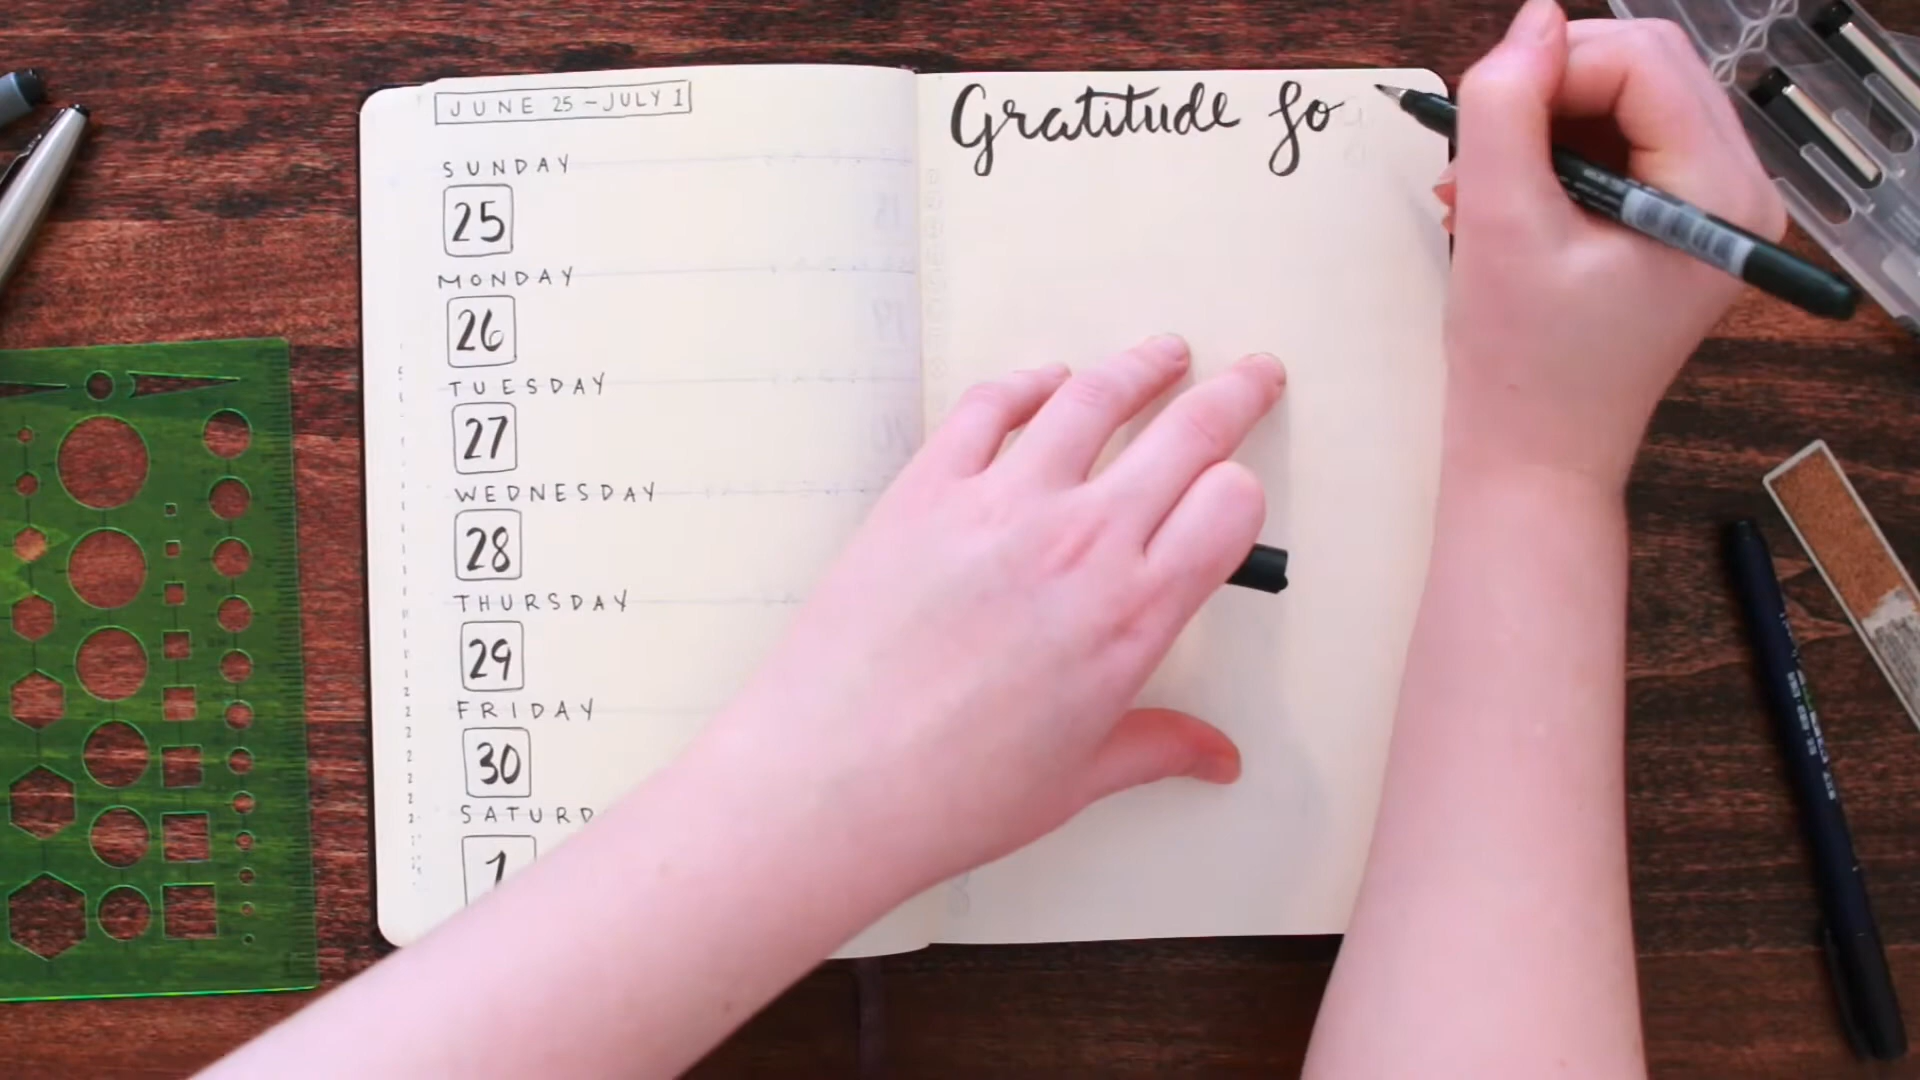 JUNE 25 - JULY 1
SUNDAY
25
MONDAY
26
TUESDAY
27
WEDNESDAY
28
THURSDAY
29
FRIDAY
30
SATURD
1
Gratitude fo